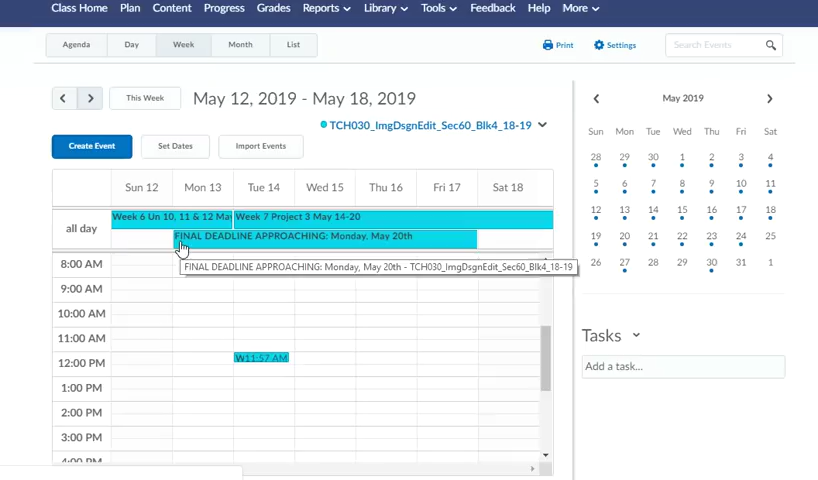 Class Home Plan Content Progress Grades Reports Library Tools Feedback Help More
Agenda Day Week Month List
Print Settings Search Events
This Week May 12, 2019 - May 18, 2019
TCH030_ImgDsgnEdit_Sec60_Blk4_18-19
Create Event Set Dates Import Events
Sun 12 Mon 13 Tue 14 Wed 15 Thu 16 Fri 17 Sat 18
all day
Week 6 Un 10, 11 & 12 May Week 7 Project 3 May 14-20
FINAL DEADLINE APPROACHING: Monday, May 20th
FINAL DEADLINE APPROACHING: Monday, May 20th - TCH030_ImgDsgnEdit_Sec60_Blk4_18-19
8:00 AM
9:00 AM
10:00 AM
11:00 AM
W11:57 AM
12:00 PM
1:00 PM
2:00 PM
3:00 PM
4:00 PM
May 2019
Sun Mon Tue Wed Thu Fri Sat
28 29 30 1 2 3 4
5 6 7 8 9 10 11
12 13 14 15 16 17 18
19 20 21 22 23 24 25
26 27 28 29 30 31 1
Tasks
Add a task...